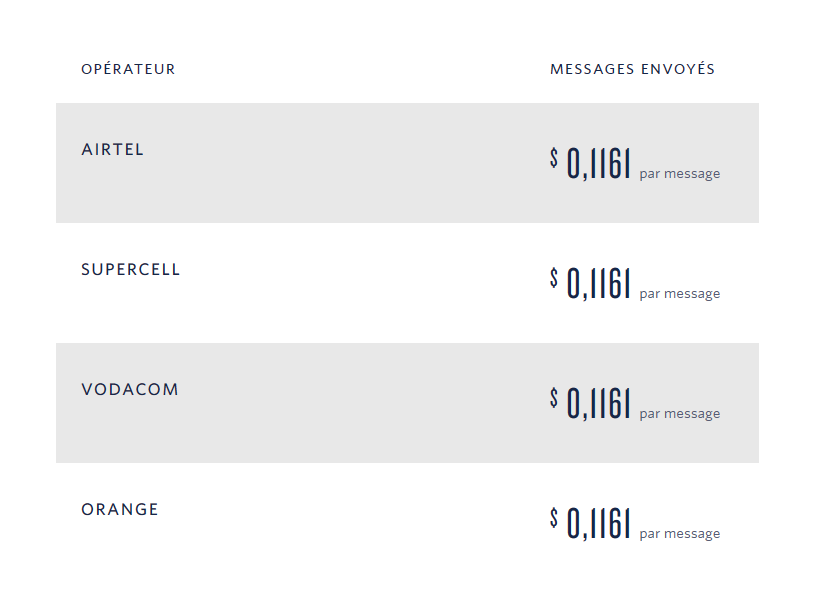 OPÉRATEUR MESSAGES ENVOYÉS
AIRTEL $ 0,1161 par message
SUPERCELL $ 0,1161 par message
VODACOM $ 0,1161 par message
ORANGE $ 0,1161 par message